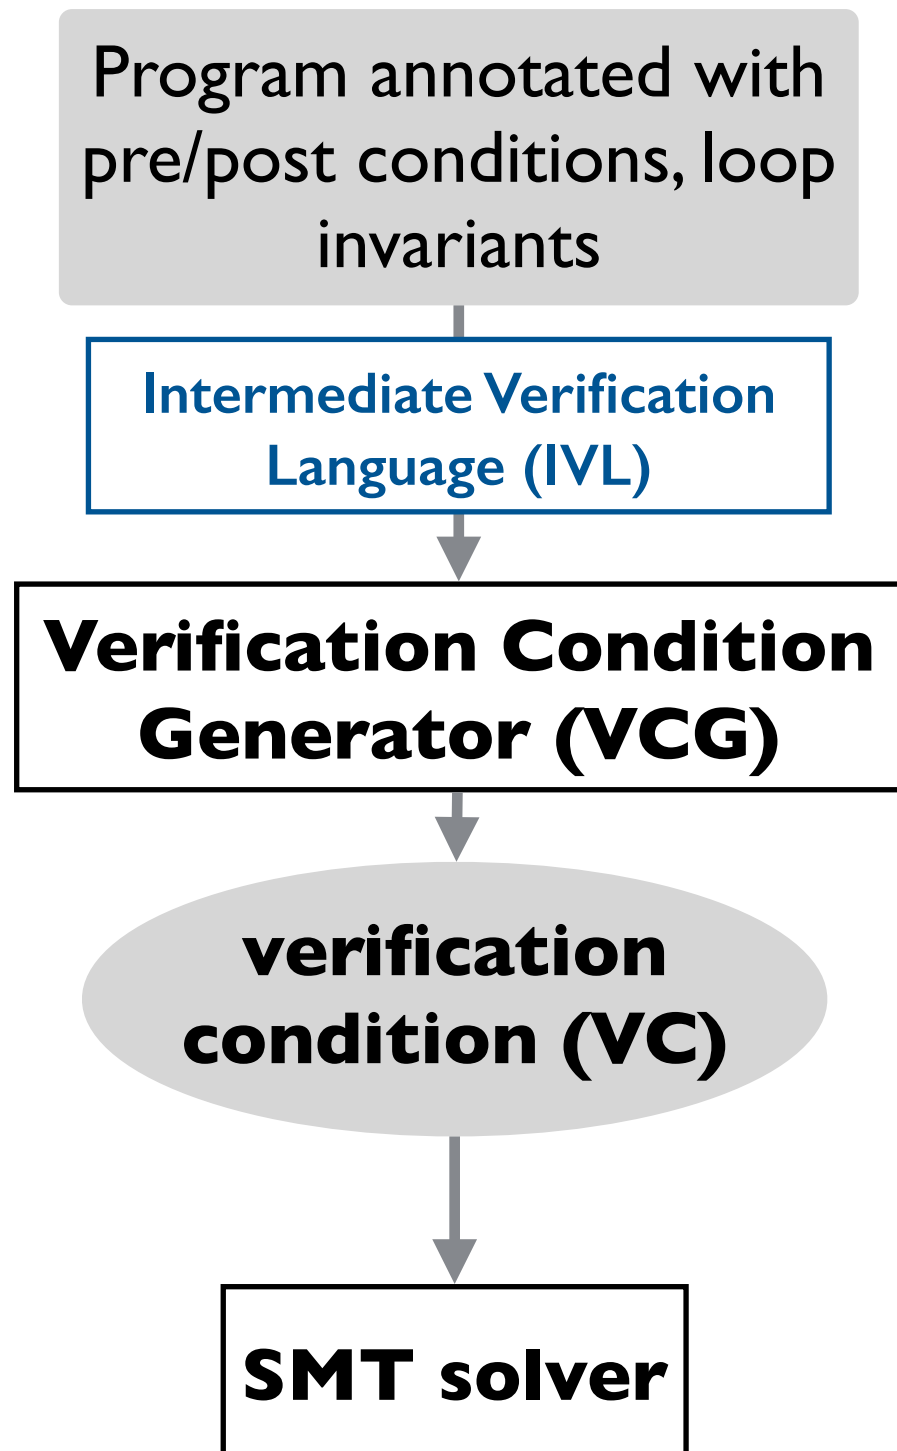 Program annotated with
pre/post conditions, loop
invariants
Intermediate Verification
Language (IVL)
Verification Condition
Generator (VCG)
verification
condition (VC)
SMT solver